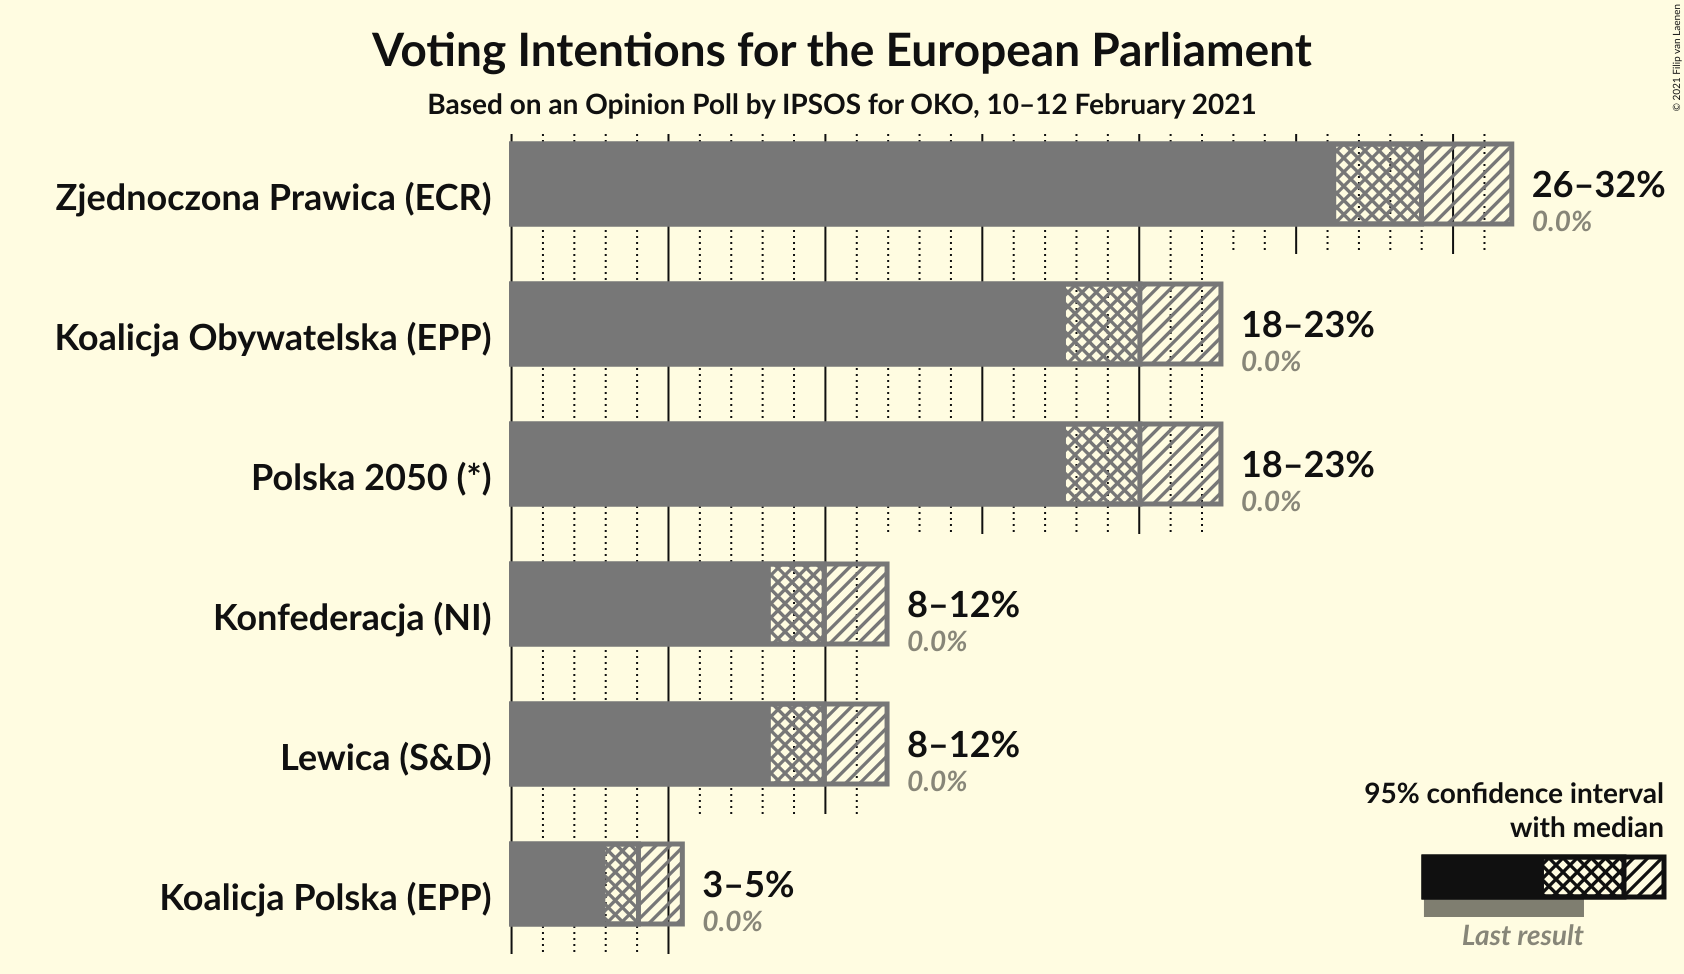 Voting Intentions for the European Parliament
Based on an Opinion Poll by IPSOS for OKO, 10–12 February 2021
© 2021 Filip van Laenen
Zjednoczona Prawica (ECR)
26–32%
0.0%
Koalicja Obywatelska (EPP)
18–23%
0.0%
Polska 2050 (*)
18–23%
0.0%
Konfederacja (NI)
8–12%
0.0%
Lewica (S&D)
8–12%
0.0%
Koalicja Polska (EPP)
3–5%
0.0%
95% confidence interval
with median
Last result